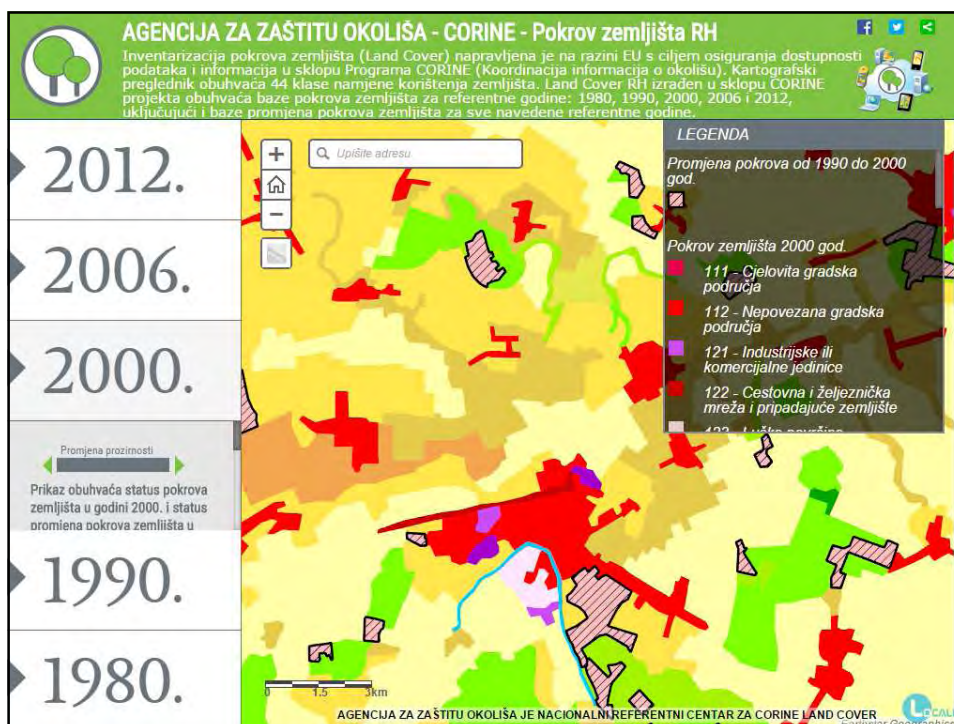 AGENCIJA ZA ZAŠTITU OKOLIŠA - CORINE - Pokrov zemljišta RH
Inventarizacija pokrova zemljišta (Land Cover) napravljena je na razini EU s ciljem osiguranja dostupnosti
podataka i informacija u sklopu Programa CORINE (Koordinacija informacija o okolišu). Kartografski
preglednik obuhvaća 44 klase namjene korištenja zemljišta. Land Cover RH izrađen u sklopu CORINE
projekta obuhvaća baze pokrova zemljišta za referentne godine: 1980, 1990, 2000, 2006 i 2012,
uključujući i baze promjena pokrova zemljišta za sve navedene referentne godine.
2012.
2006.
2000.
Promjena prozirnosti
Prikaz obuhvaća status pokrova
zemljišta u godini 2000. i status
promjena pokrova zemljišta u
1990.
1980.
Upišite adresu
LEGENDA
Promjena pokrova od 1990 do 2000
god.
Pokrov zemljišta 2000 god.
111 - Cjelovita gradska
područja
112 - Nepovezana gradska
područja
121 - Industrijske ili
komercijalne jedinice
122 - Cestovna i željeznička
mreža i pripadajuće zemljište
123 - Luške površine
0 1.5 3km
AGENCIJA ZA ZAŠTITU OKOLIŠA JE NACIONALNI REFERENTNI CENTAR ZA CORINE LAND COVER